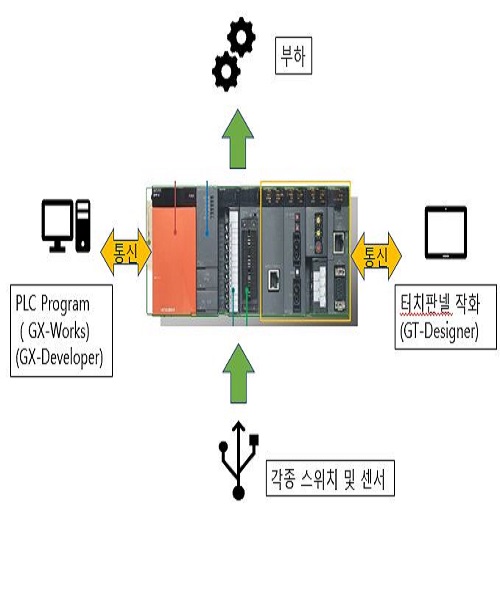 부하
통신
통신
PLC Program
( GX-Works)
(GX-Developer)
터치판넬 작화
(GT-Designer)
각종 스위치 및 센서